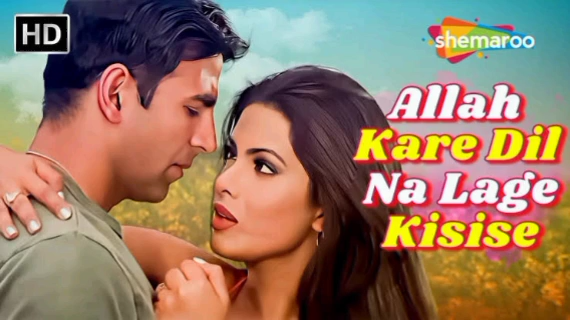 HD
shemaroo
Allah
Kare Dil
Na Lage
Kisise